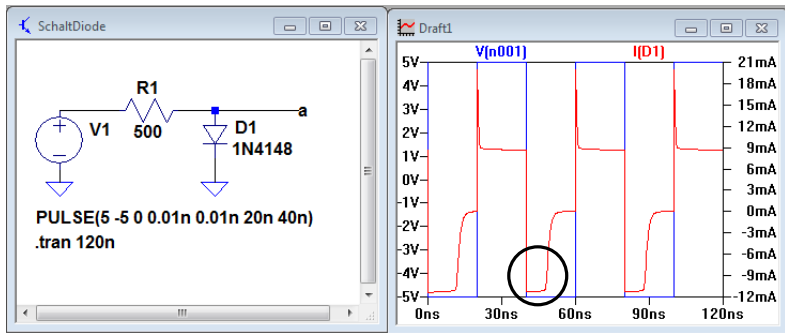 SchaltDiode
R1
500
V1
D1
1N4148
a
PULSE(5 -5 0 0.01n 0.01n 20n 40n)
.tran 120n
Draft1
V(n001) I(D1)
5V 21mA
4V 18mA
3V 15mA
2V 12mA
1V 9mA
0V 6mA
-1V 3mA
-2V 0mA
-3V -3mA
-4V -6mA
-5V -9mA
-12mA
0ns 30ns 60ns 90ns 120ns